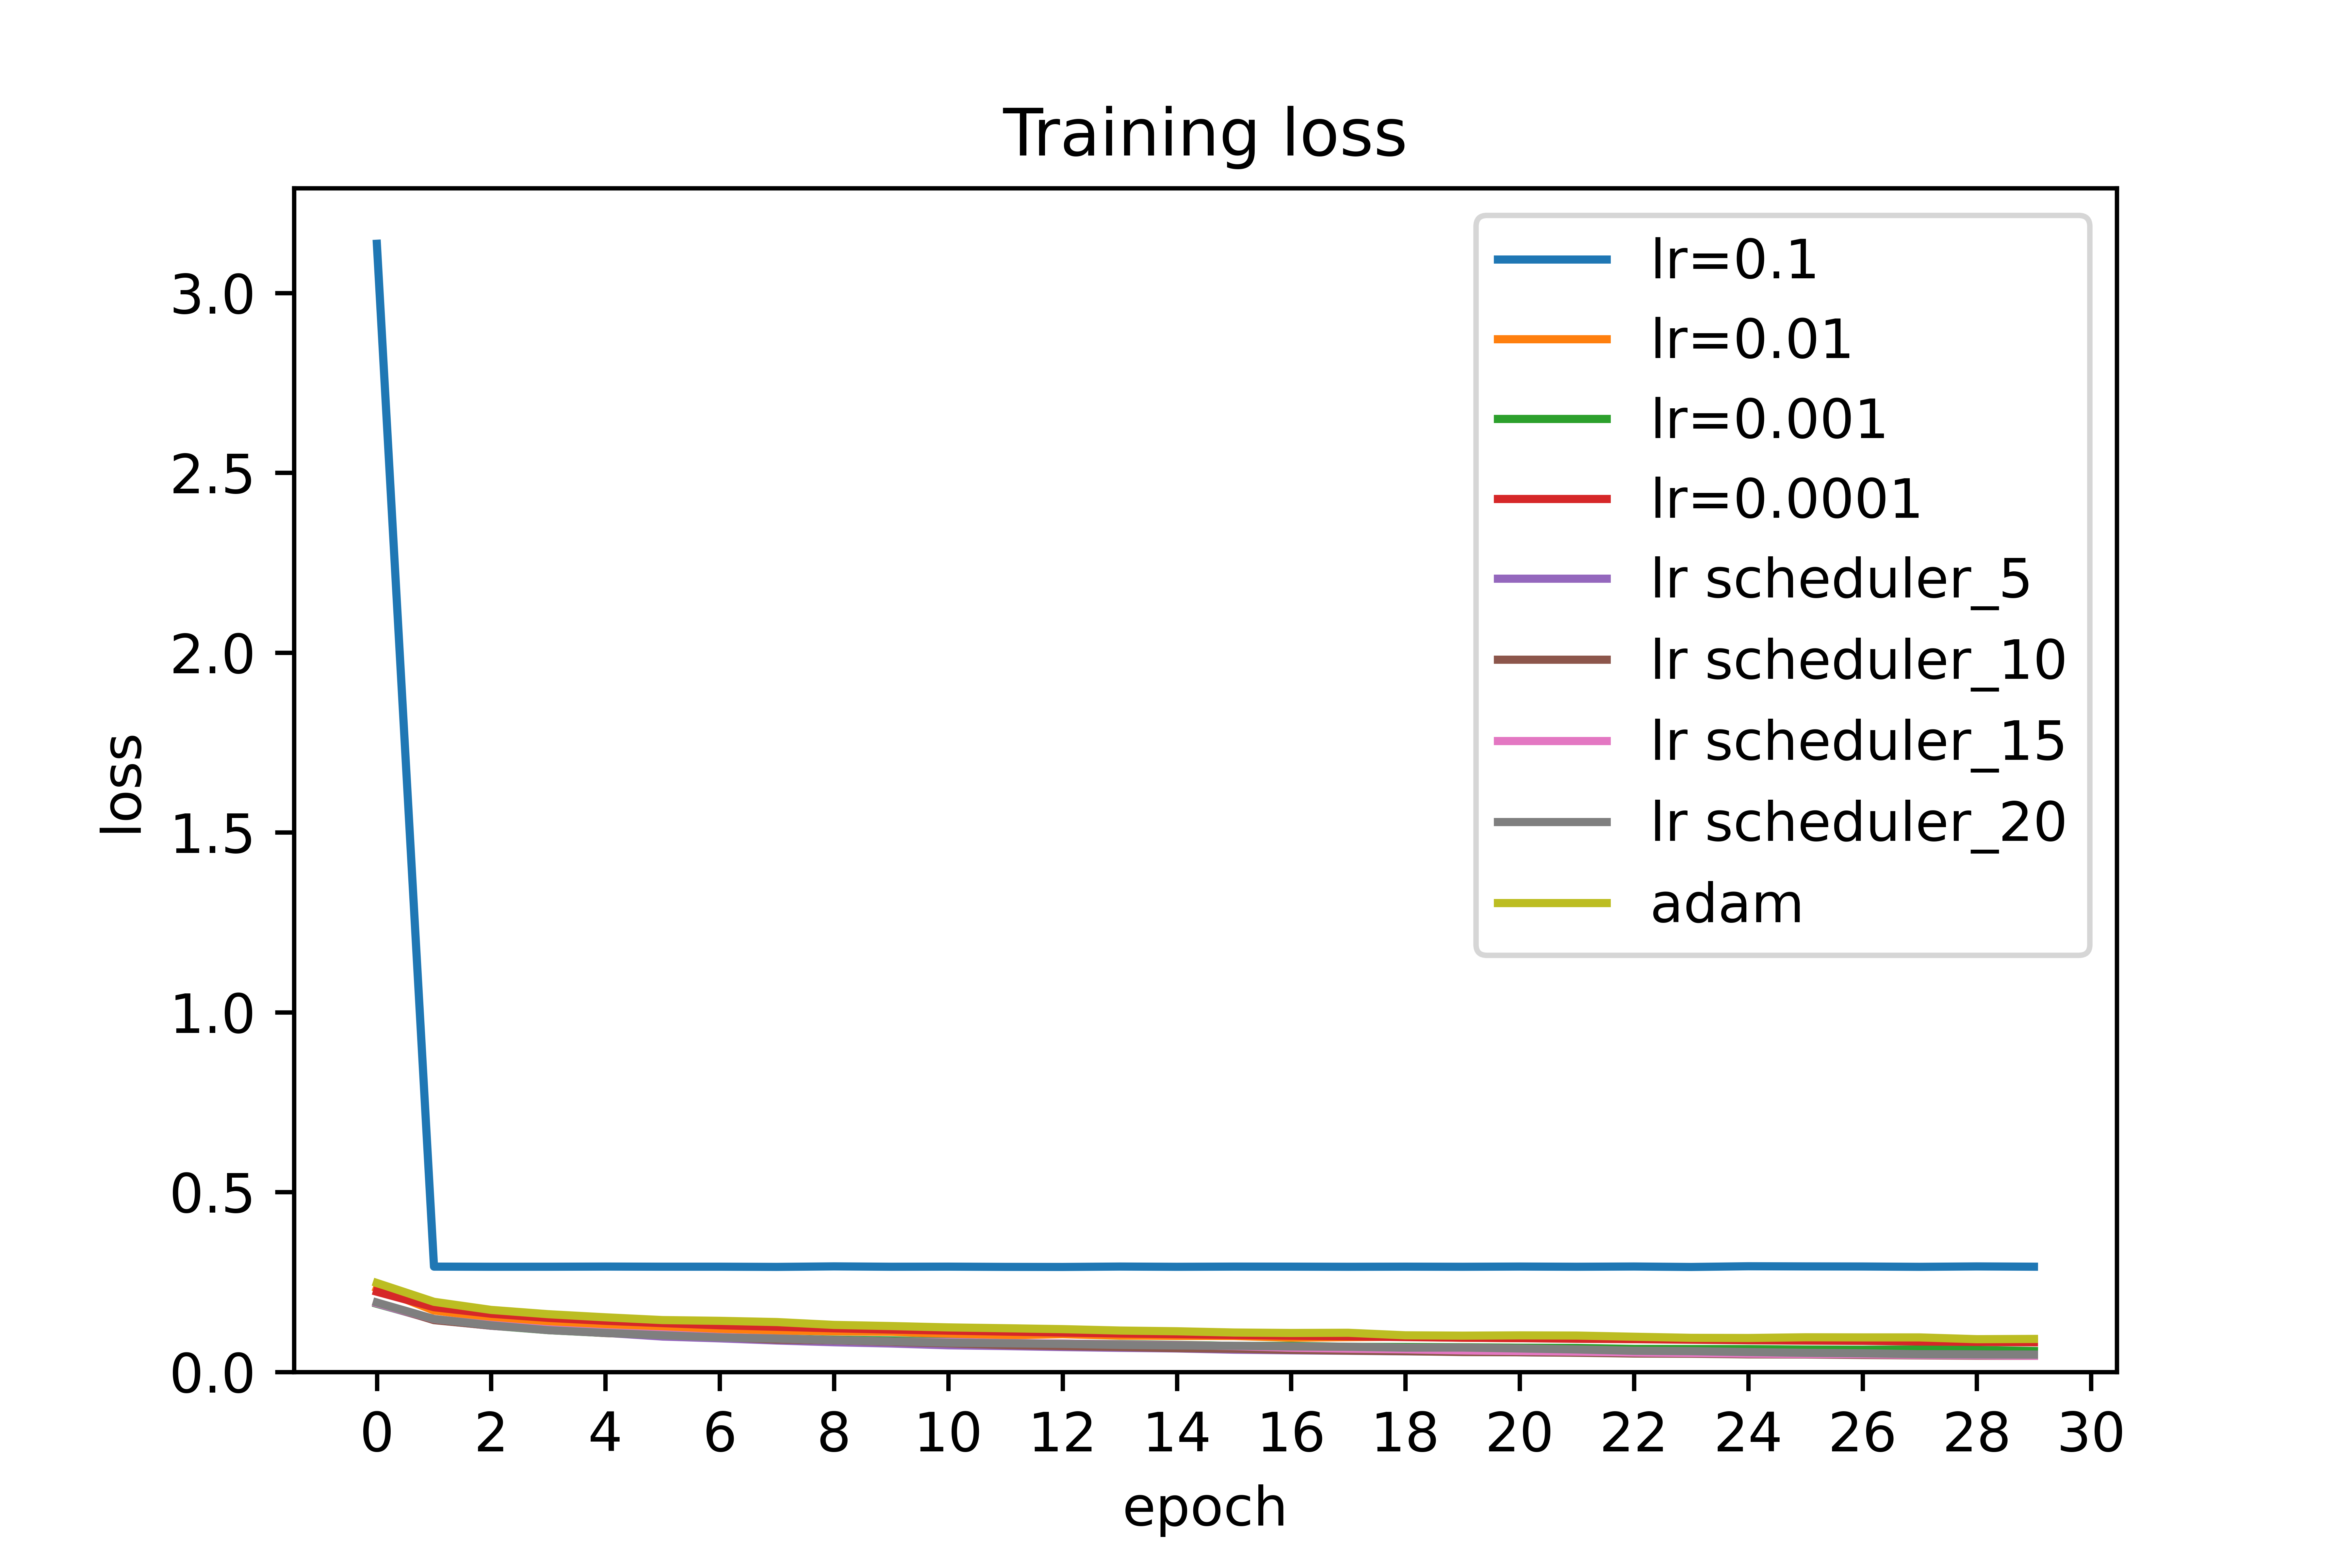 Training loss
lr=0.1
lr=0.01
lr=0.001
lr=0.0001
lr scheduler_5
lr scheduler_10
lr scheduler_15
lr scheduler_20
adam
loss
3.0
2.5
2.0
1.5
1.0
0.5
0.0
0 2 4 6 8 10 12 14 16 18 20 22 24 26 28 30
epoch